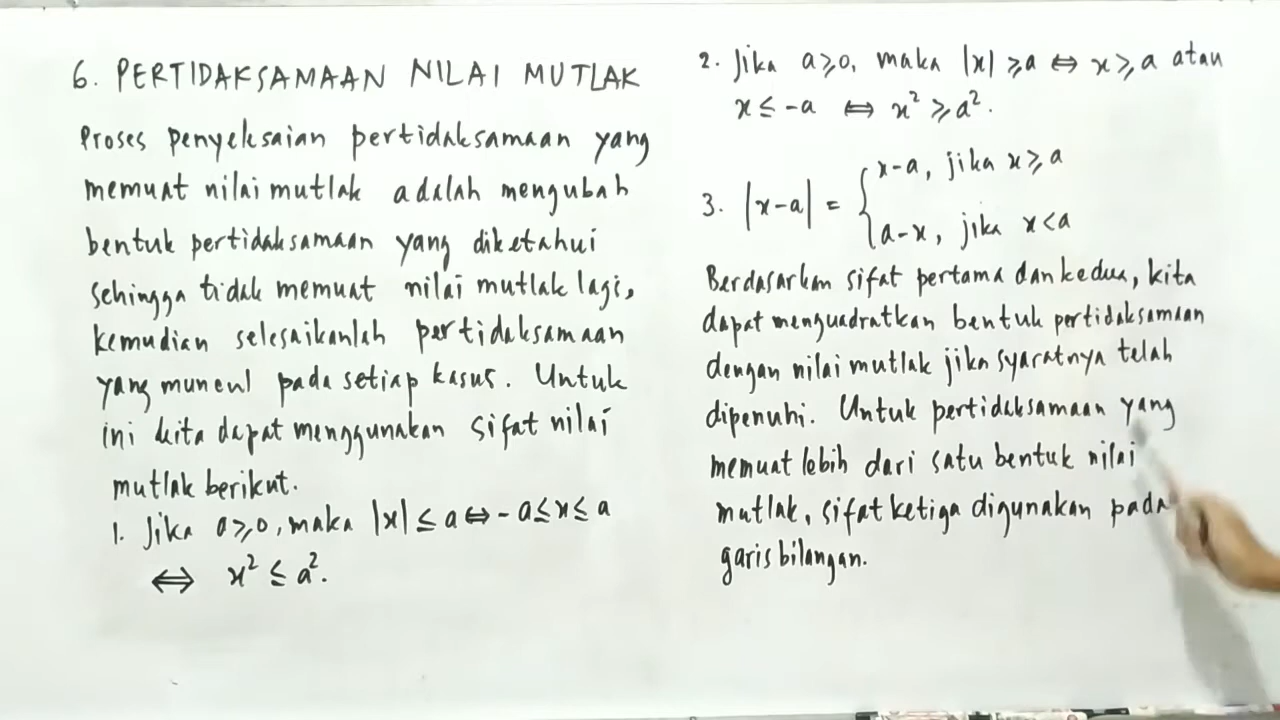 6. PERTIDAKSAMAAN NILAI MUTLAK
Proses penyelesaian pertidaksamaan yang
memuat nilai mutlak adalah mengubah
bentuk pertidaksamaan yang diketahui
sehingga tidak memuat nilai mutlak lagi,
kemudian selesaikanlah pertidaksamaan
yang muncul pada setiap kasus. Untuk
ini kita dapat menggunakan sifat nilai
mutlak berikut.
1. Jika a ≥ 0, maka |x| ≤ a ⇔ -a ≤ x ≤ a
⇔ x² ≤ a².
2. Jika a ≥ 0, maka |x| ≥ a ⇔ x ≥ a atau
x ≤ -a ⇔ x² ≥ a².
3. |x-a| = { x-a, jika x ≥ a
a-x, jika x < a
Berdasarkan sifat pertama dan kedua, kita
dapat menguadratkan bentuk pertidaksamaan
dengan nilai mutlak jika syaratnya telah
dipenuhi. Untuk pertidaksamaan yang
memuat lebih dari satu bentuk nilai
mutlak, sifat ketiga digunakan pada
garis bilangan.